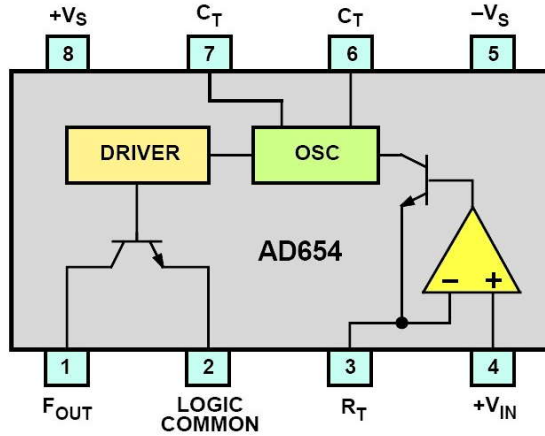 +VS CT CT –VS
8 7 6 5
DRIVER OSC
AD654
– +
1 2 3 4
FOUT LOGIC COMMON RT +VIN